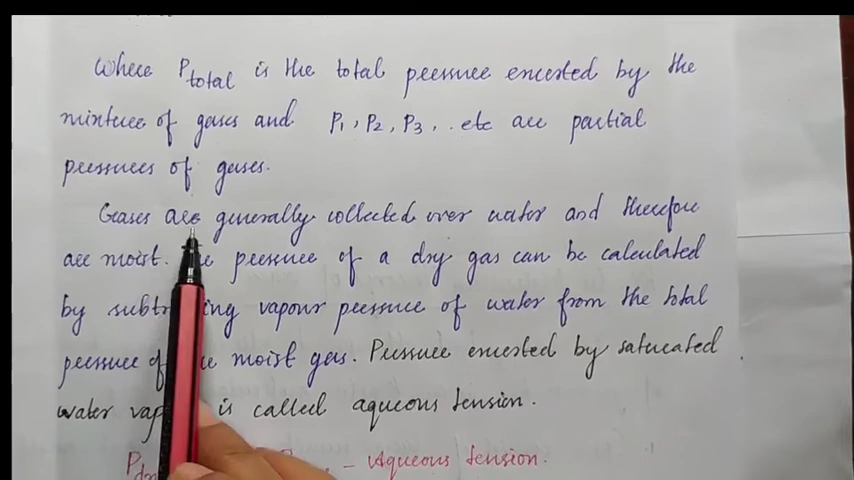 Where Ptotal is the total pressure exerted by the
mixture of gases and P1, P2, P3, .. etc are partial
pressures of gases.
Gases are generally collected over water and therefore
are moist. pressure of a dry gas can be calculated
by vapour pressure of water from the total
pressure moist gas. Pressure exerted by saturated
water is called aqueous tension.
- Aqueous tension.